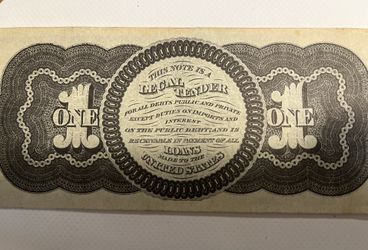 THIS NOTE IS A
LEGAL TENDER
FOR ALL DEBTS PUBLIC AND PRIVATE
EXCEPT DUTIES ON IMPORTS AND
INTEREST
ON THE PUBLIC DEBT, AND IS
RECEIVABLE IN PAYMENT OF ALL
LOANS
MADE TO THE
UNITED STATES
1 ONE
1 ONE